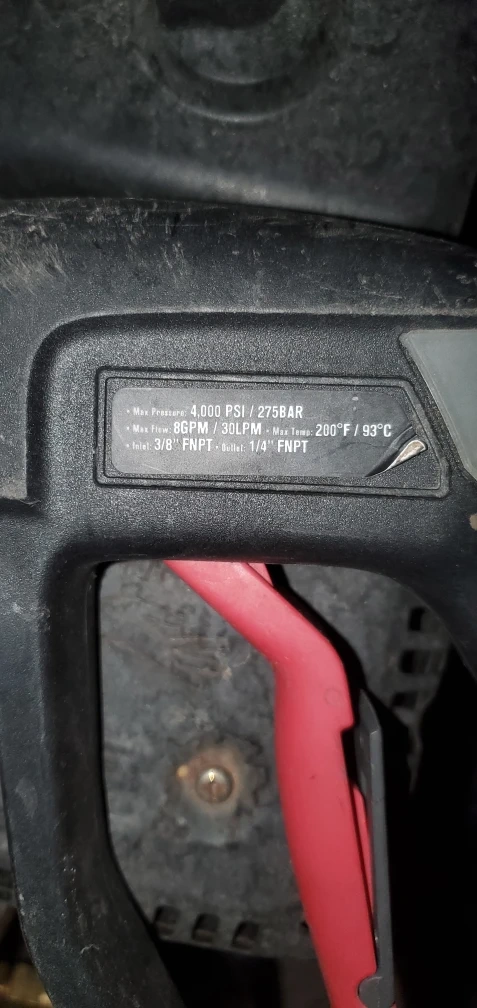 • Max Pressure: 4,000 PSI / 275BAR
• Max Flow: 8GPM / 30LPM • Max Temp: 200°F / 93°C
• Inlet: 3/8" FNPT • Outlet: 1/4" FNPT